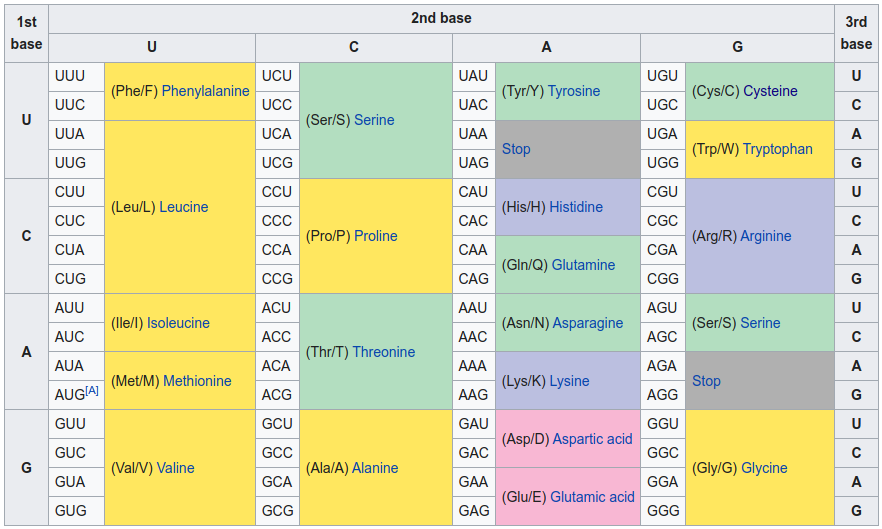 1st base 2nd base 3rd base
U C A G
U UUU (Phe/F) Phenylalanine UCU (Ser/S) Serine UAU (Tyr/Y) Tyrosine UGU (Cys/C) Cysteine U
UUC UCC UAC UGC C
UUA (Leu/L) Leucine UCA UAA Stop UGA (Trp/W) Tryptophan A
UUG UCG UAG UGG G
C CUU CCU (Pro/P) Proline CAU (His/H) Histidine CGU (Arg/R) Arginine U
CUC CCC CAC CGC C
CUA CCA CAA (Gln/Q) Glutamine CGA A
CUG CCG CAG CGG G
A AUU (Ile/I) Isoleucine ACU (Thr/T) Threonine AAU (Asn/N) Asparagine AGU (Ser/S) Serine U
AUC ACC AAC AGC C
AUA (Met/M) Methionine ACA AAA (Lys/K) Lysine AGA Stop A
AUG[A] ACG AAG AGG G
G GUU (Val/V) Valine GCU (Ala/A) Alanine GAU (Asp/D) Aspartic acid GGU (Gly/G) Glycine U
GUC GCC GAC GGC C
GUA GCA GAA (Glu/E) Glutamic acid GGA A
GUG GCG GAG GGG G